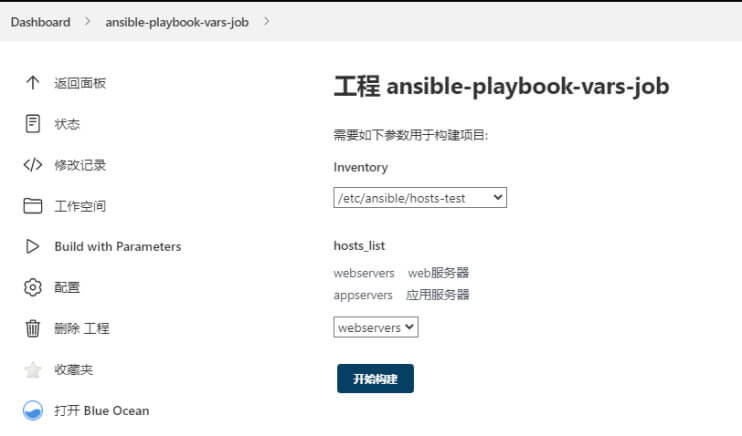 Dashboard > ansible-playbook-vars-job >
返回面板
状态
修改记录
工作空间
Build with Parameters
配置
删除 工程
收藏夹
打开 Blue Ocean
工程 ansible-playbook-vars-job
需要如下参数用于构建项目:
Inventory
/etc/ansible/hosts-test
hosts_list
webservers web服务器
appservers 应用服务器
webservers
开始构建